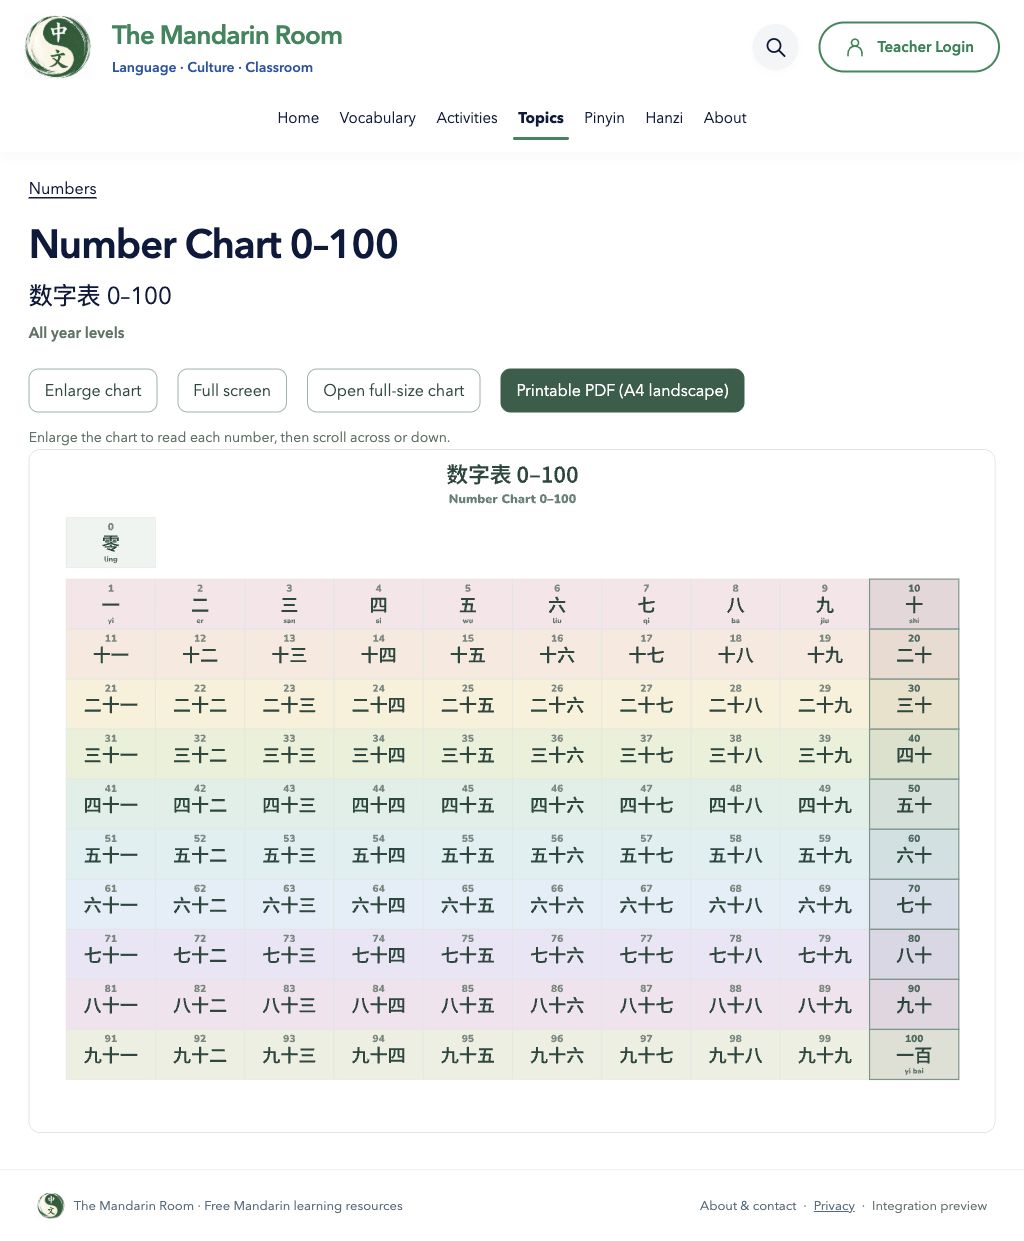 中文
The Mandarin Room
Language · Culture · Classroom
Teacher Login
Home Vocabulary Activities Topics Pinyin Hanzi About
Numbers
Number Chart 0–100
数字表 0–100
All year levels
Enlarge chart Full screen Open full-size chart Printable PDF (A4 landscape)
Enlarge the chart to read each number, then scroll across or down.
数字表 0–100
Number Chart 0–100
0
零
ling
1 2 3 4 5 6 7 8 9 10
一 二 三 四 五 六 七 八 九 十
yi er san si wu liu qi ba jiu shi
11 12 13 14 15 16 17 18 19 20
十一 十二 十三 十四 十五 十六 十七 十八 十九 二十
21 22 23 24 25 26 27 28 29 30
二十一 二十二 二十三 二十四 二十五 二十六 二十七 二十八 二十九 三十
31 32 33 34 35 36 37 38 39 40
三十一 三十二 三十三 三十四 三十五 三十六 三十七 三十八 三十九 四十
41 42 43 44 45 46 47 48 49 50
四十一 四十二 四十三 四十四 四十五 四十六 四十七 四十八 四十九 五十
51 52 53 54 55 56 57 58 59 60
五十一 五十二 五十三 五十四 五十五 五十六 五十七 五十八 五十九 六十
61 62 63 64 65 66 67 68 69 70
六十一 六十二 六十三 六十四 六十五 六十六 六十七 六十八 六十九 七十
71 72 73 74 75 76 77 78 79 80
七十一 七十二 七十三 七十四 七十五 七十六 七十七 七十八 七十九 八十
81 82 83 84 85 86 87 88 89 90
八十一 八十二 八十三 八十四 八十五 八十六 八十七 八十八 八十九 九十
91 92 93 94 95 96 97 98 99 100
九十一 九十二 九十三 九十四 九十五 九十六 九十七 九十八 九十九 一百
yi bai
中文
The Mandarin Room · Free Mandarin learning resources
About & contact · Privacy · Integration preview